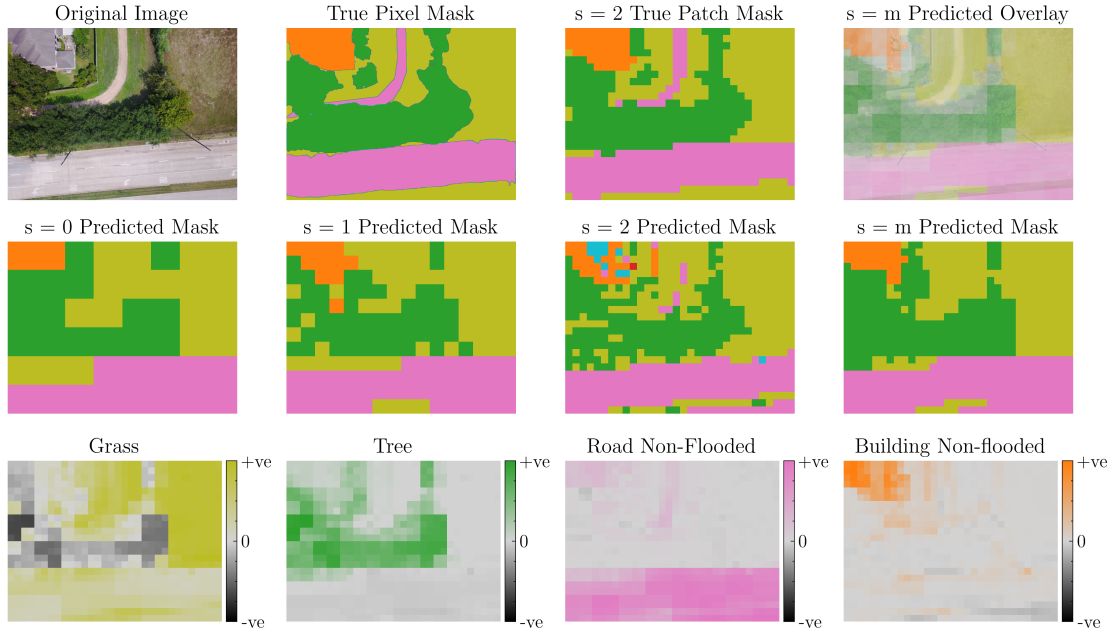 Original Image
True Pixel Mask
s = 2 True Patch Mask
s = m Predicted Overlay
s = 0 Predicted Mask
s = 1 Predicted Mask
s = 2 Predicted Mask
s = m Predicted Mask
Grass
Tree
Road Non-Flooded
Building Non-flooded
+ve
0
-ve
+ve
0
-ve
+ve
0
-ve
+ve
0
-ve